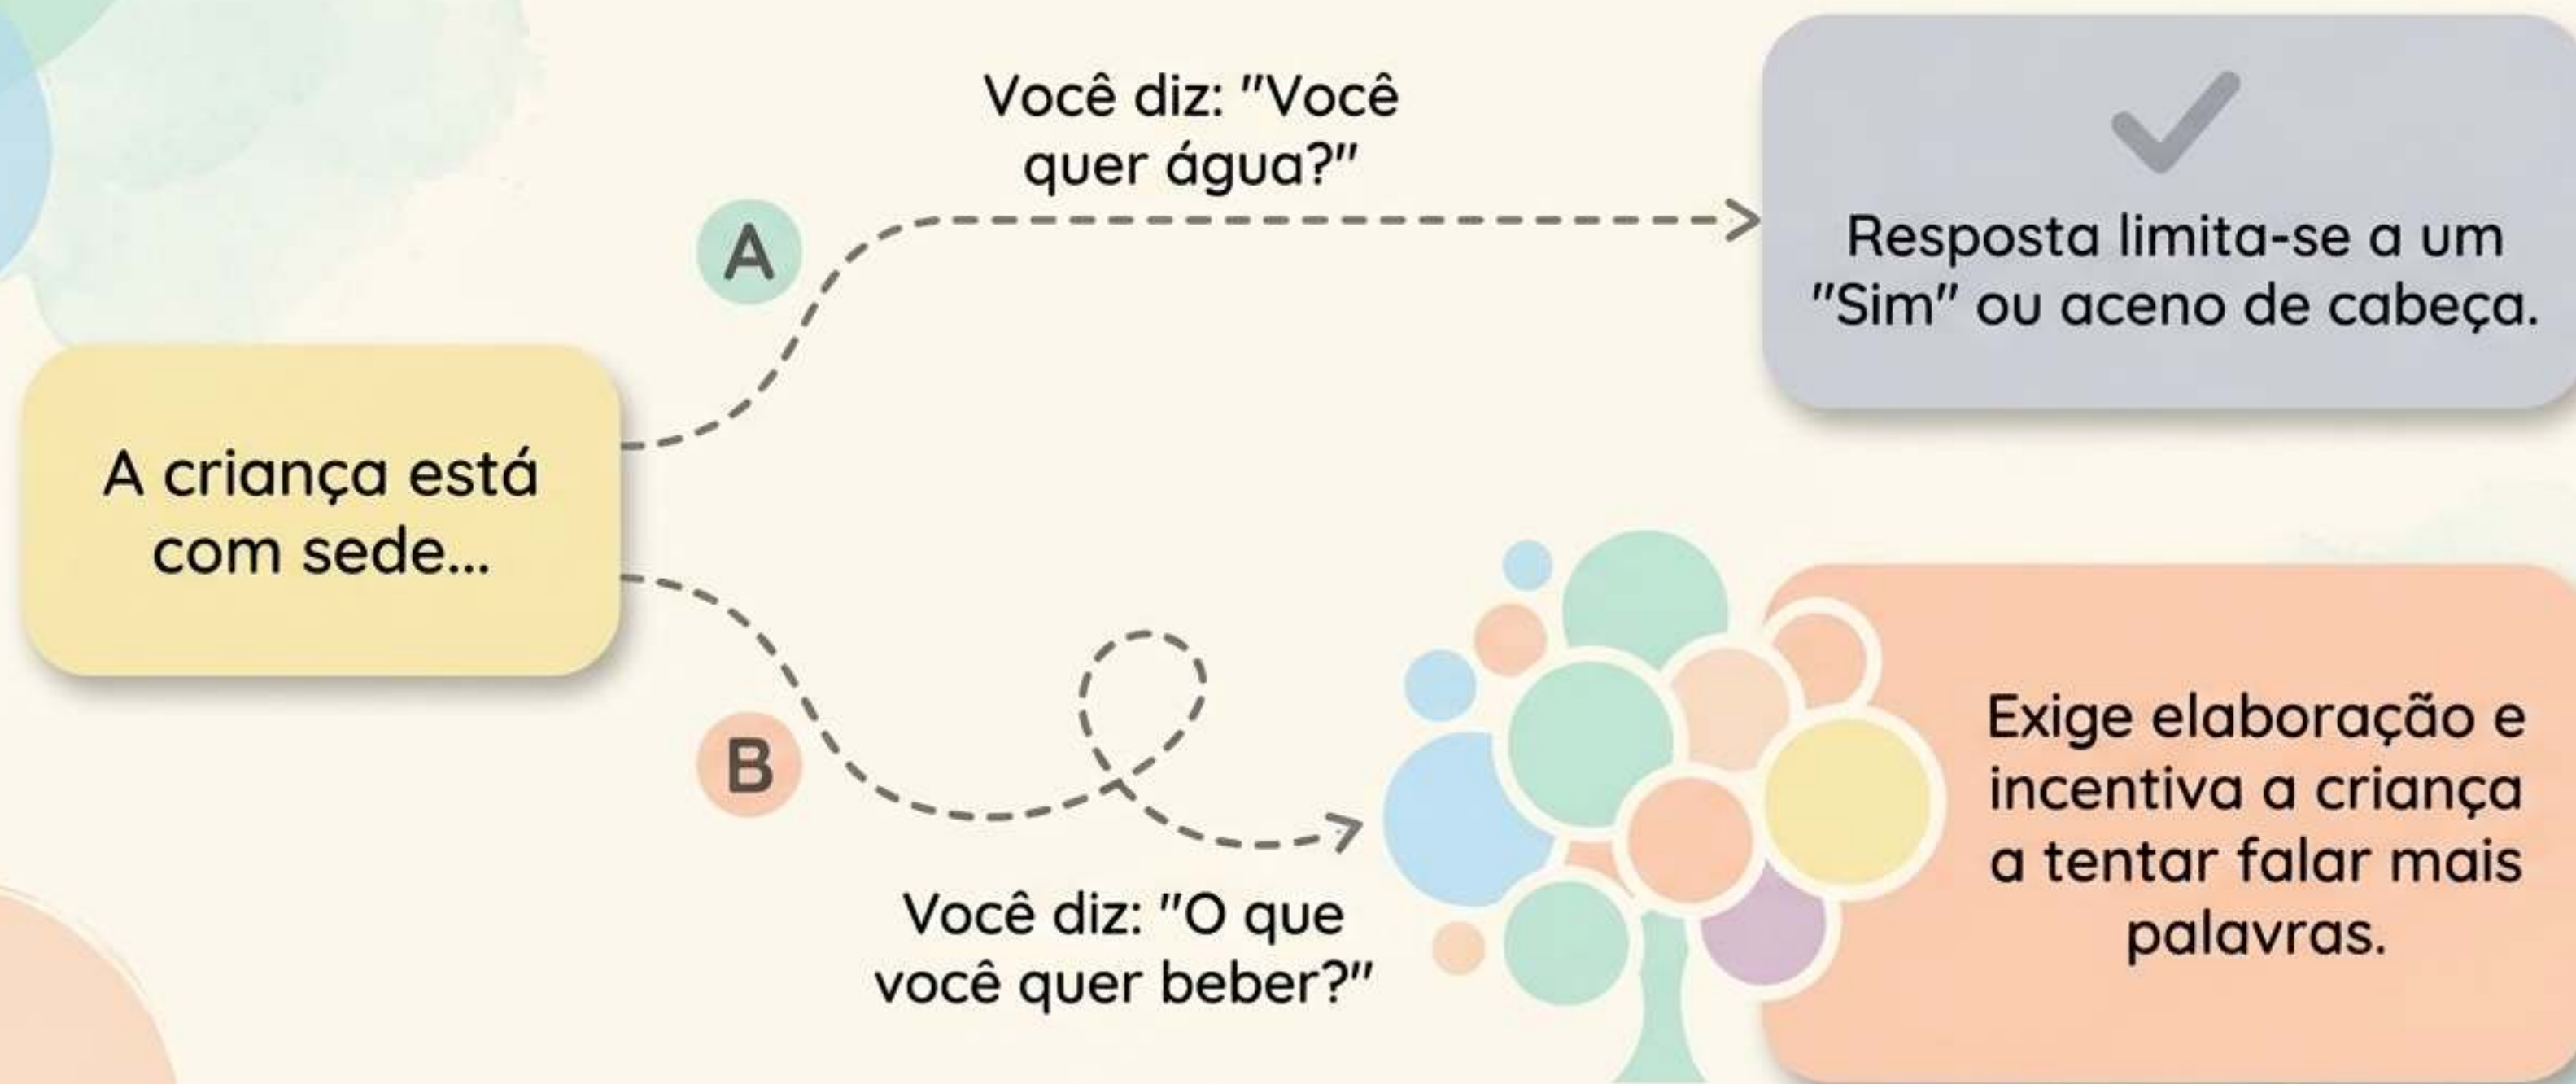 Você diz: "Você
quer água?"
A
Resposta limita-se a um
"Sim" ou aceno de cabeça.
A criança está
com sede...
B
Você diz: "O que
você quer beber?"
Exige elaboração e
incentiva a criança
a tentar falar mais
palavras.